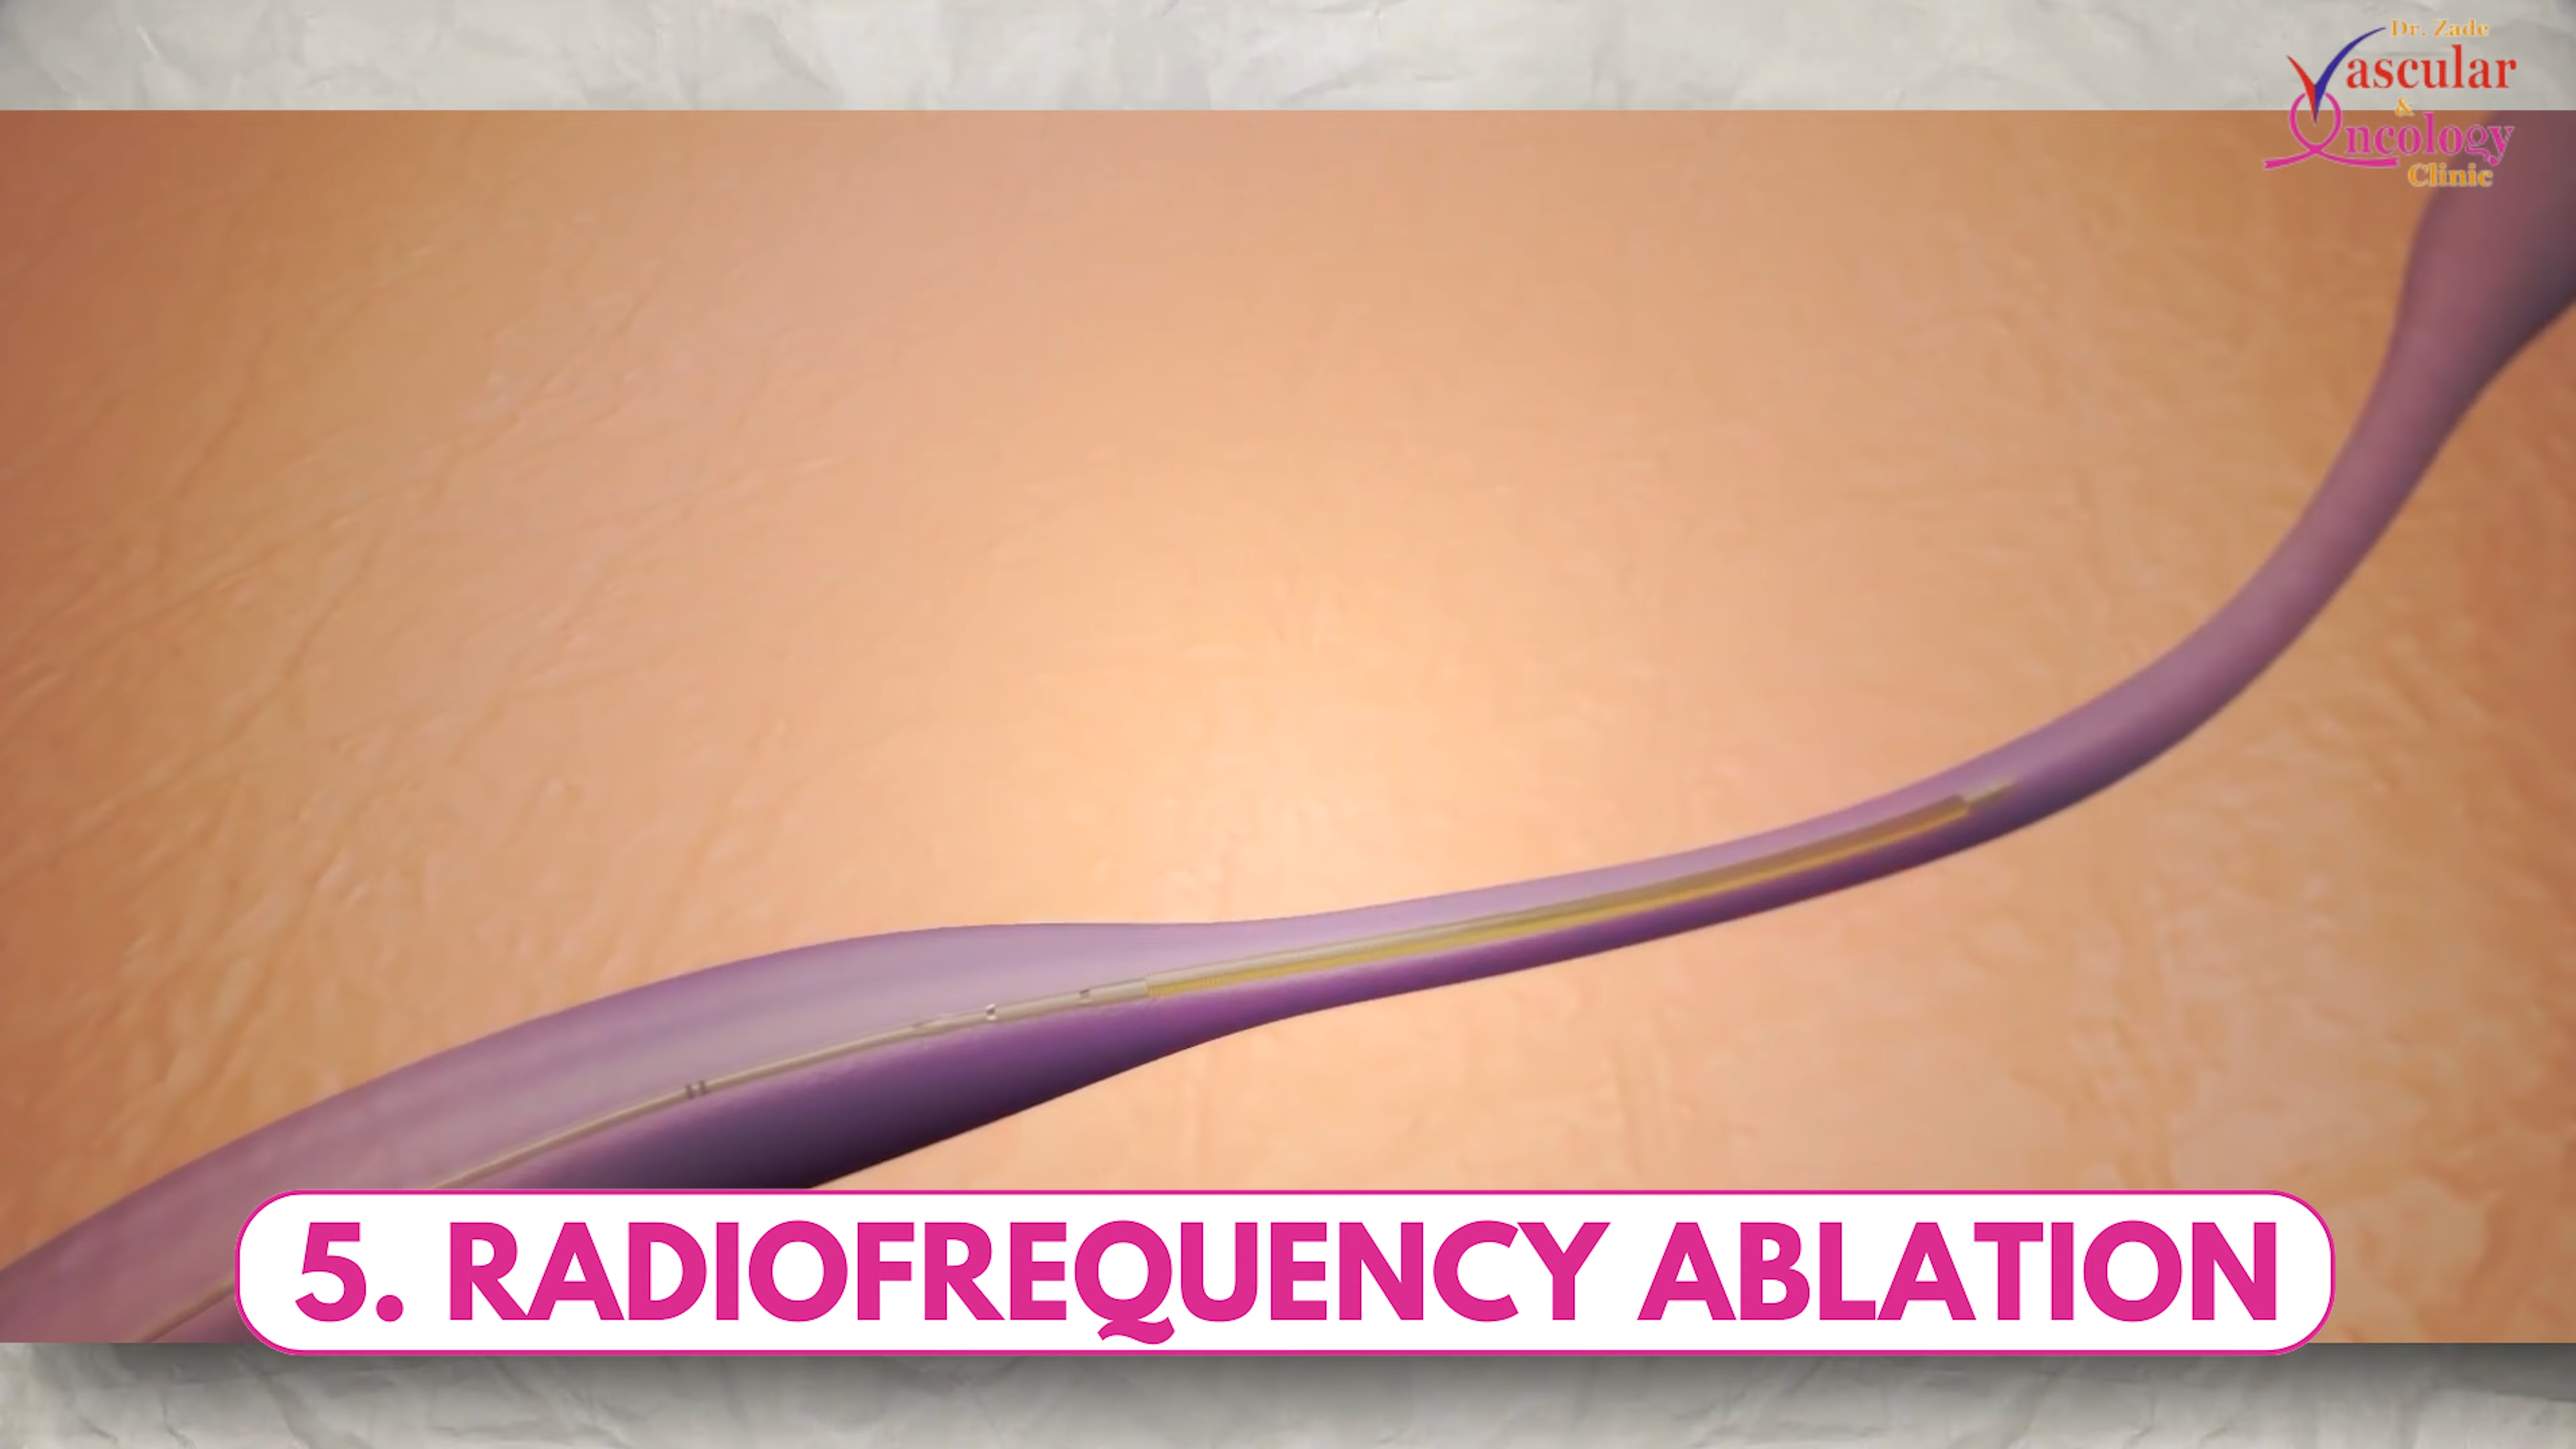 Dr. Zade
Vascular
&
Oncology
Clinic
5. RADIOFREQUENCY ABLATION